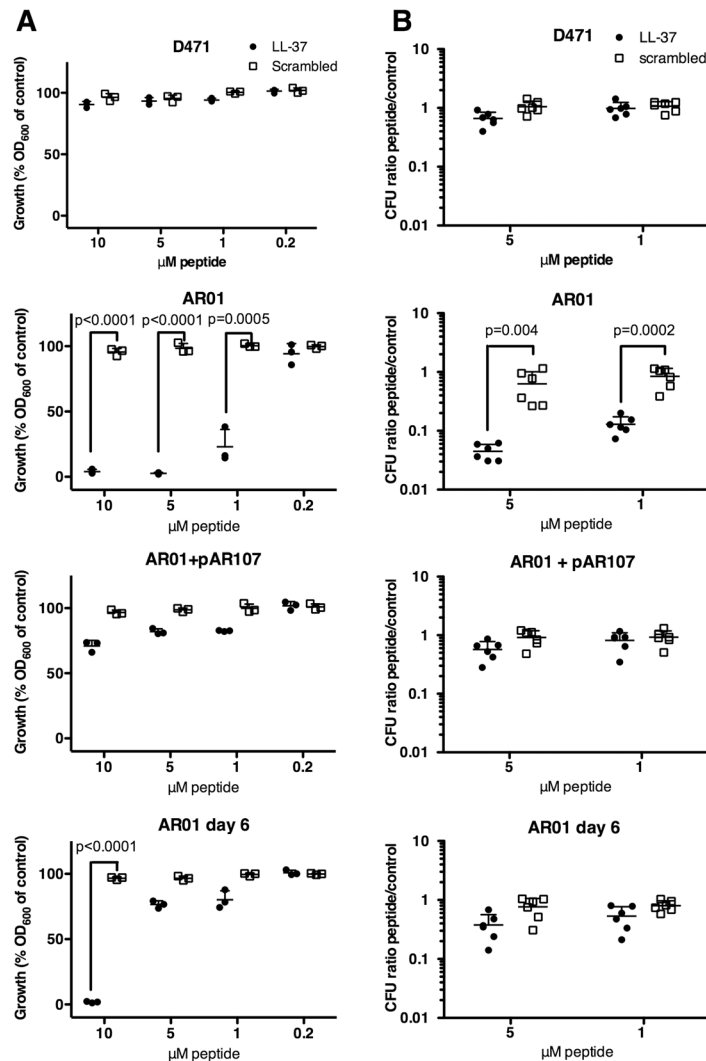 A
D471
LL-37
Scrambled
Growth (% OD600 of control)
100
50
0
10 5 1 0.2
µM peptide
AR01
p<0.0001 p<0.0001 p=0.0005
Growth (% OD600 of control)
100
50
0
10 5 1 0.2
µM peptide
AR01+pAR107
Growth (% OD600 of control)
100
50
0
10 5 1 0.2
µM peptide
AR01 day 6
p<0.0001
Growth (% OD600 of control)
100
50
0
10 5 1 0.2
µM peptide
B
D471
LL-37
scrambled
CFU ratio peptide/control
10
1
0.1
0.01
5 1
µM peptide
AR01
p=0.004 p=0.0002
CFU ratio peptide/control
10
1
0.1
0.01
5 1
µM peptide
AR01 + pAR107
CFU ratio peptide/control
10
1
0.1
0.01
5 1
µM peptide
AR01 day 6
CFU ratio peptide/control
10
1
0.1
0.01
5 1
µM peptide